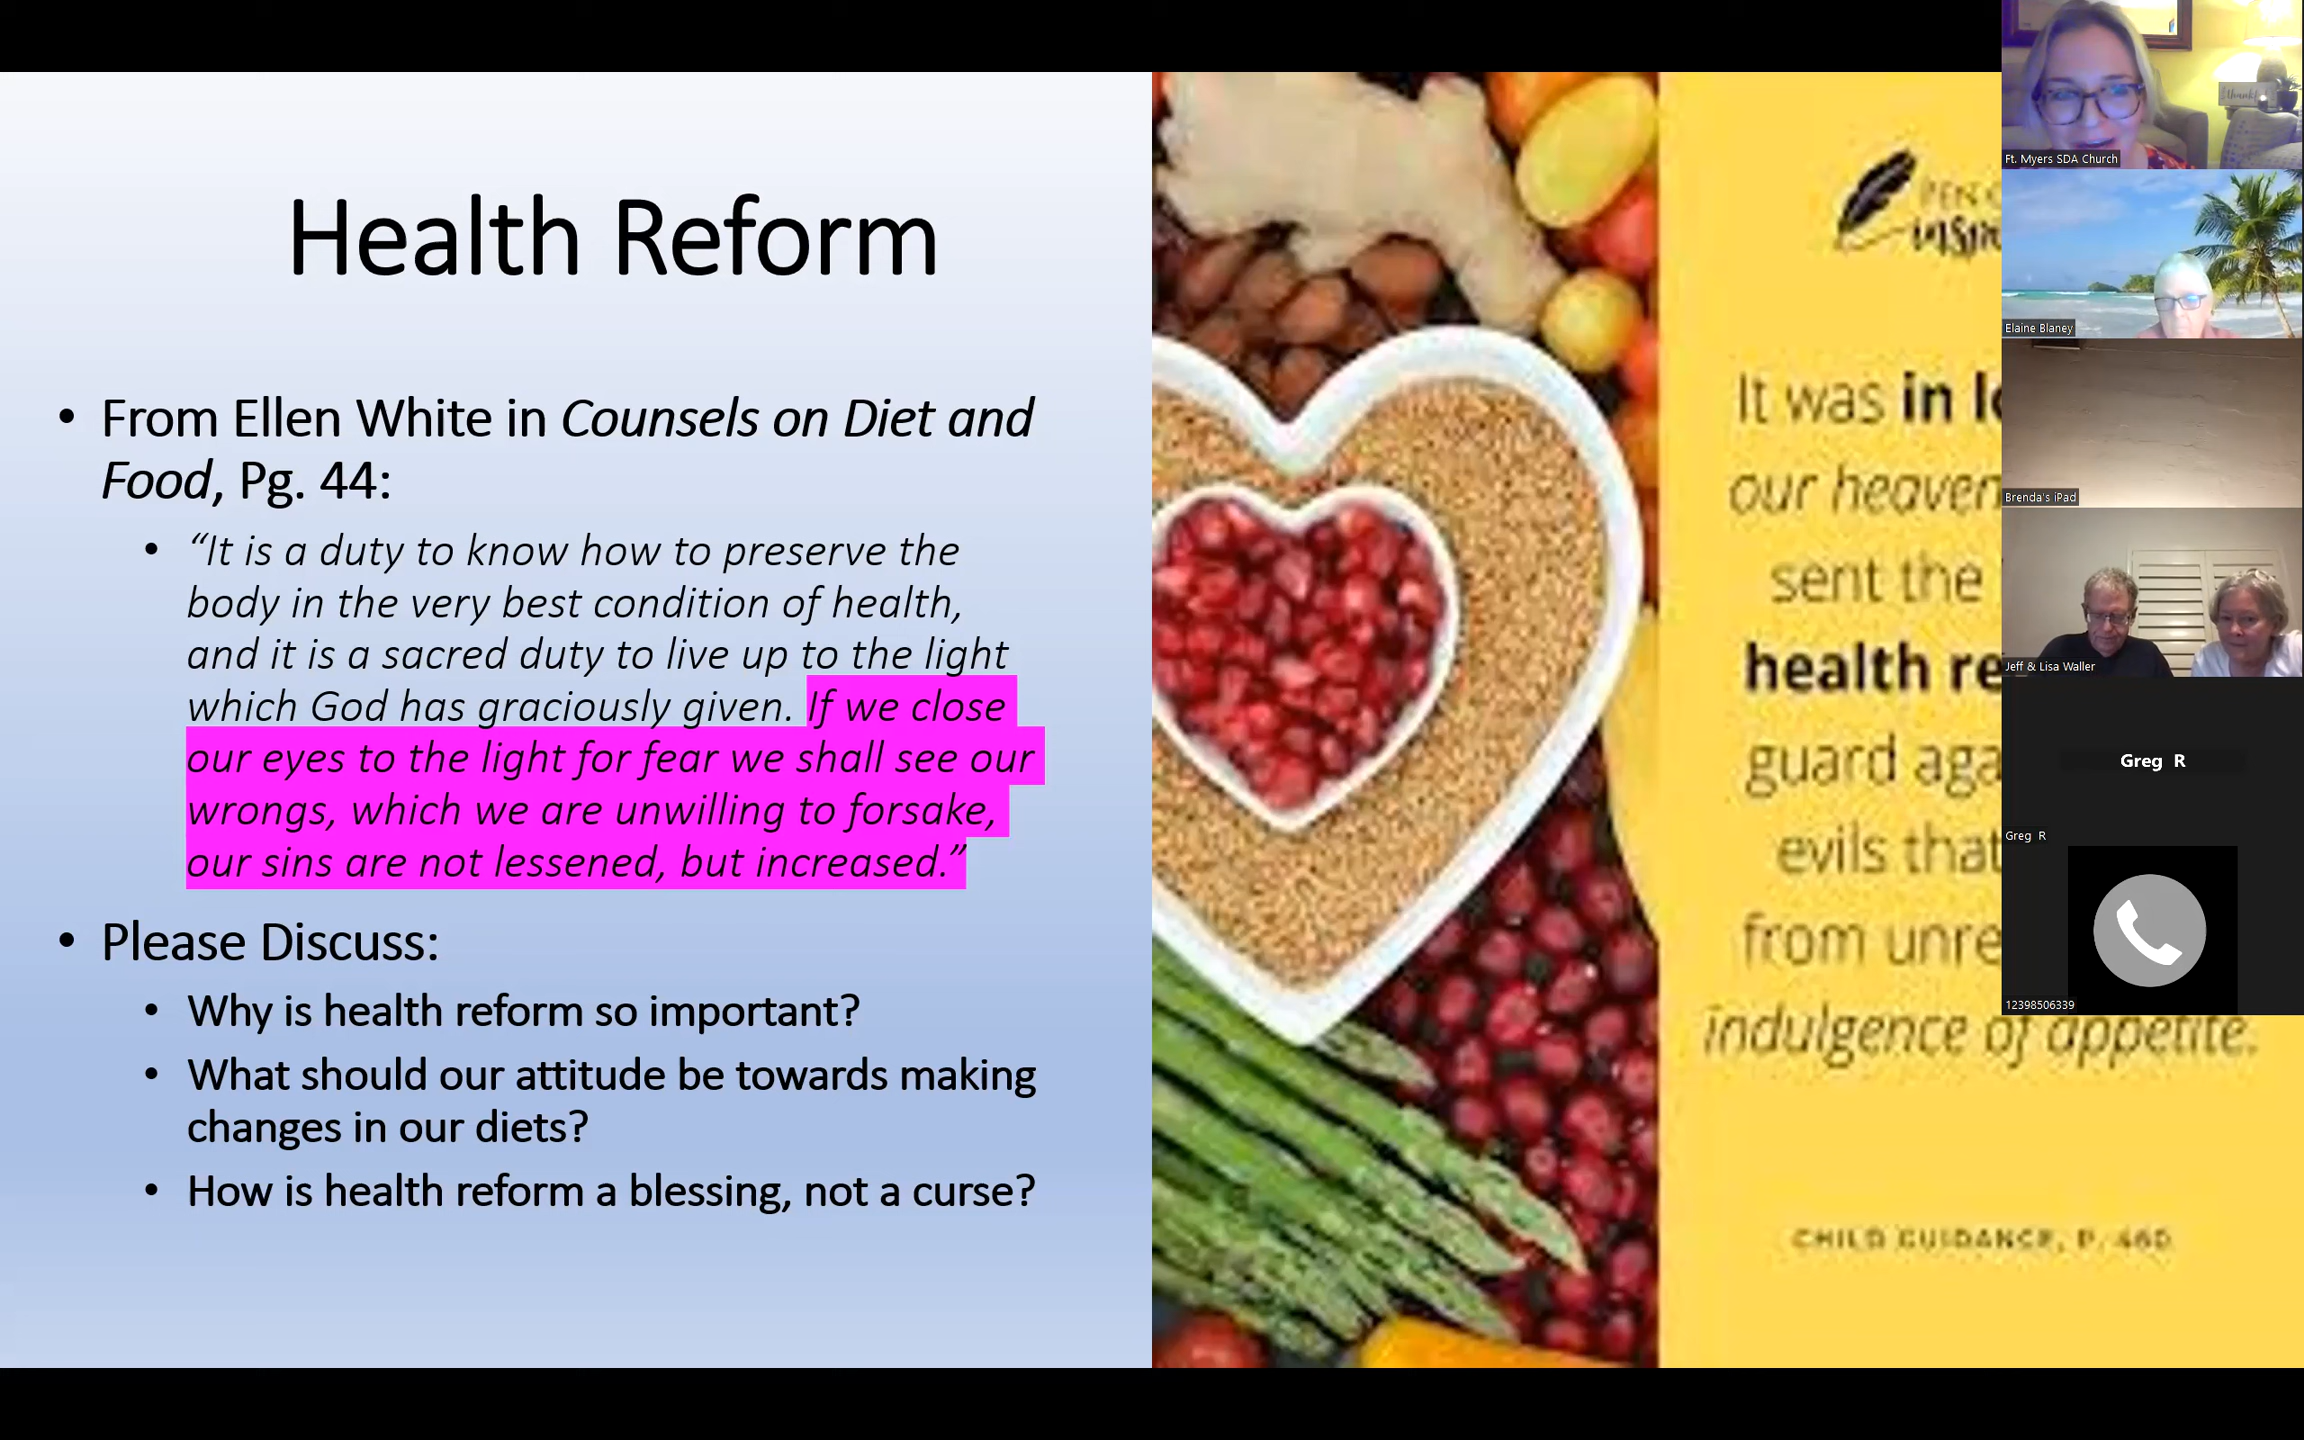 Health Reform
• From Ellen White in Counsels on Diet and
Food, Pg. 44:
• “It is a duty to know how to preserve the
body in the very best condition of health,
and it is a sacred duty to live up to the light
which God has graciously given. If we close
our eyes to the light for fear we shall see our
wrongs, which we are unwilling to forsake,
our sins are not lessened, but increased.”
• Please Discuss:
• Why is health reform so important?
• What should our attitude be towards making
changes in our diets?
• How is health reform a blessing, not a curse?
It was in
our
sent the
health
guard
evils that
from
indulgence of appetite.
CHILD GUIDANCE, P. 460
Ft. Myers SDA Church
Elaine Blaney
Brenda's iPad
Jeff & Lisa Waller
Greg R
Greg R
12398506339